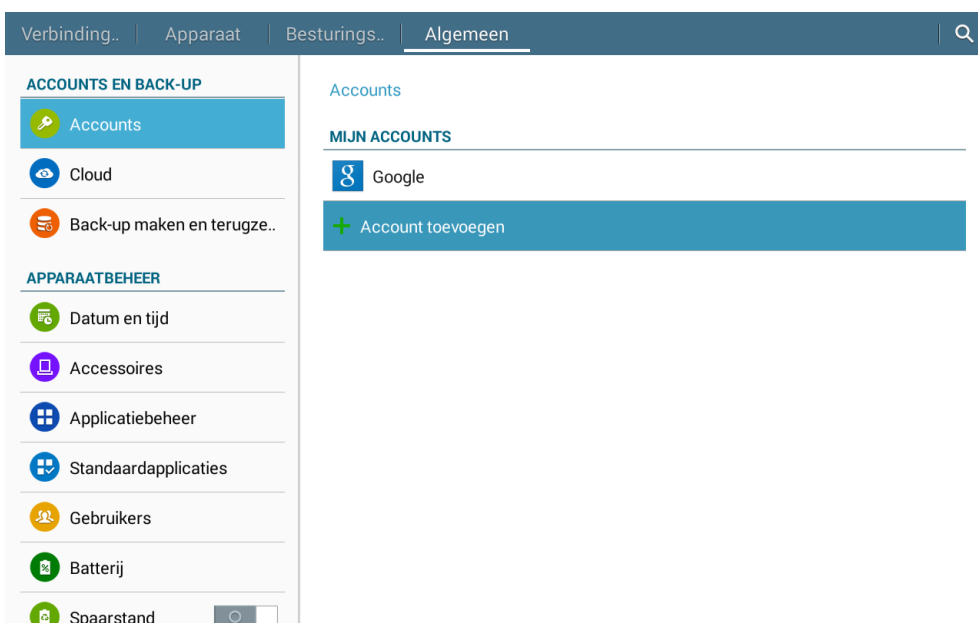 Verbinding..
Apparaat
Besturings..
Algemeen
ACCOUNTS EN BACK-UP
Accounts
Cloud
Back-up maken en terugze..
APPARAATBEHEER
Datum en tijd
Accessoires
Applicatiebeheer
Standaardapplicaties
Gebruikers
Batterij
Spaarstand
Accounts
MIJN ACCOUNTS
g Google
+ Account toevoegen